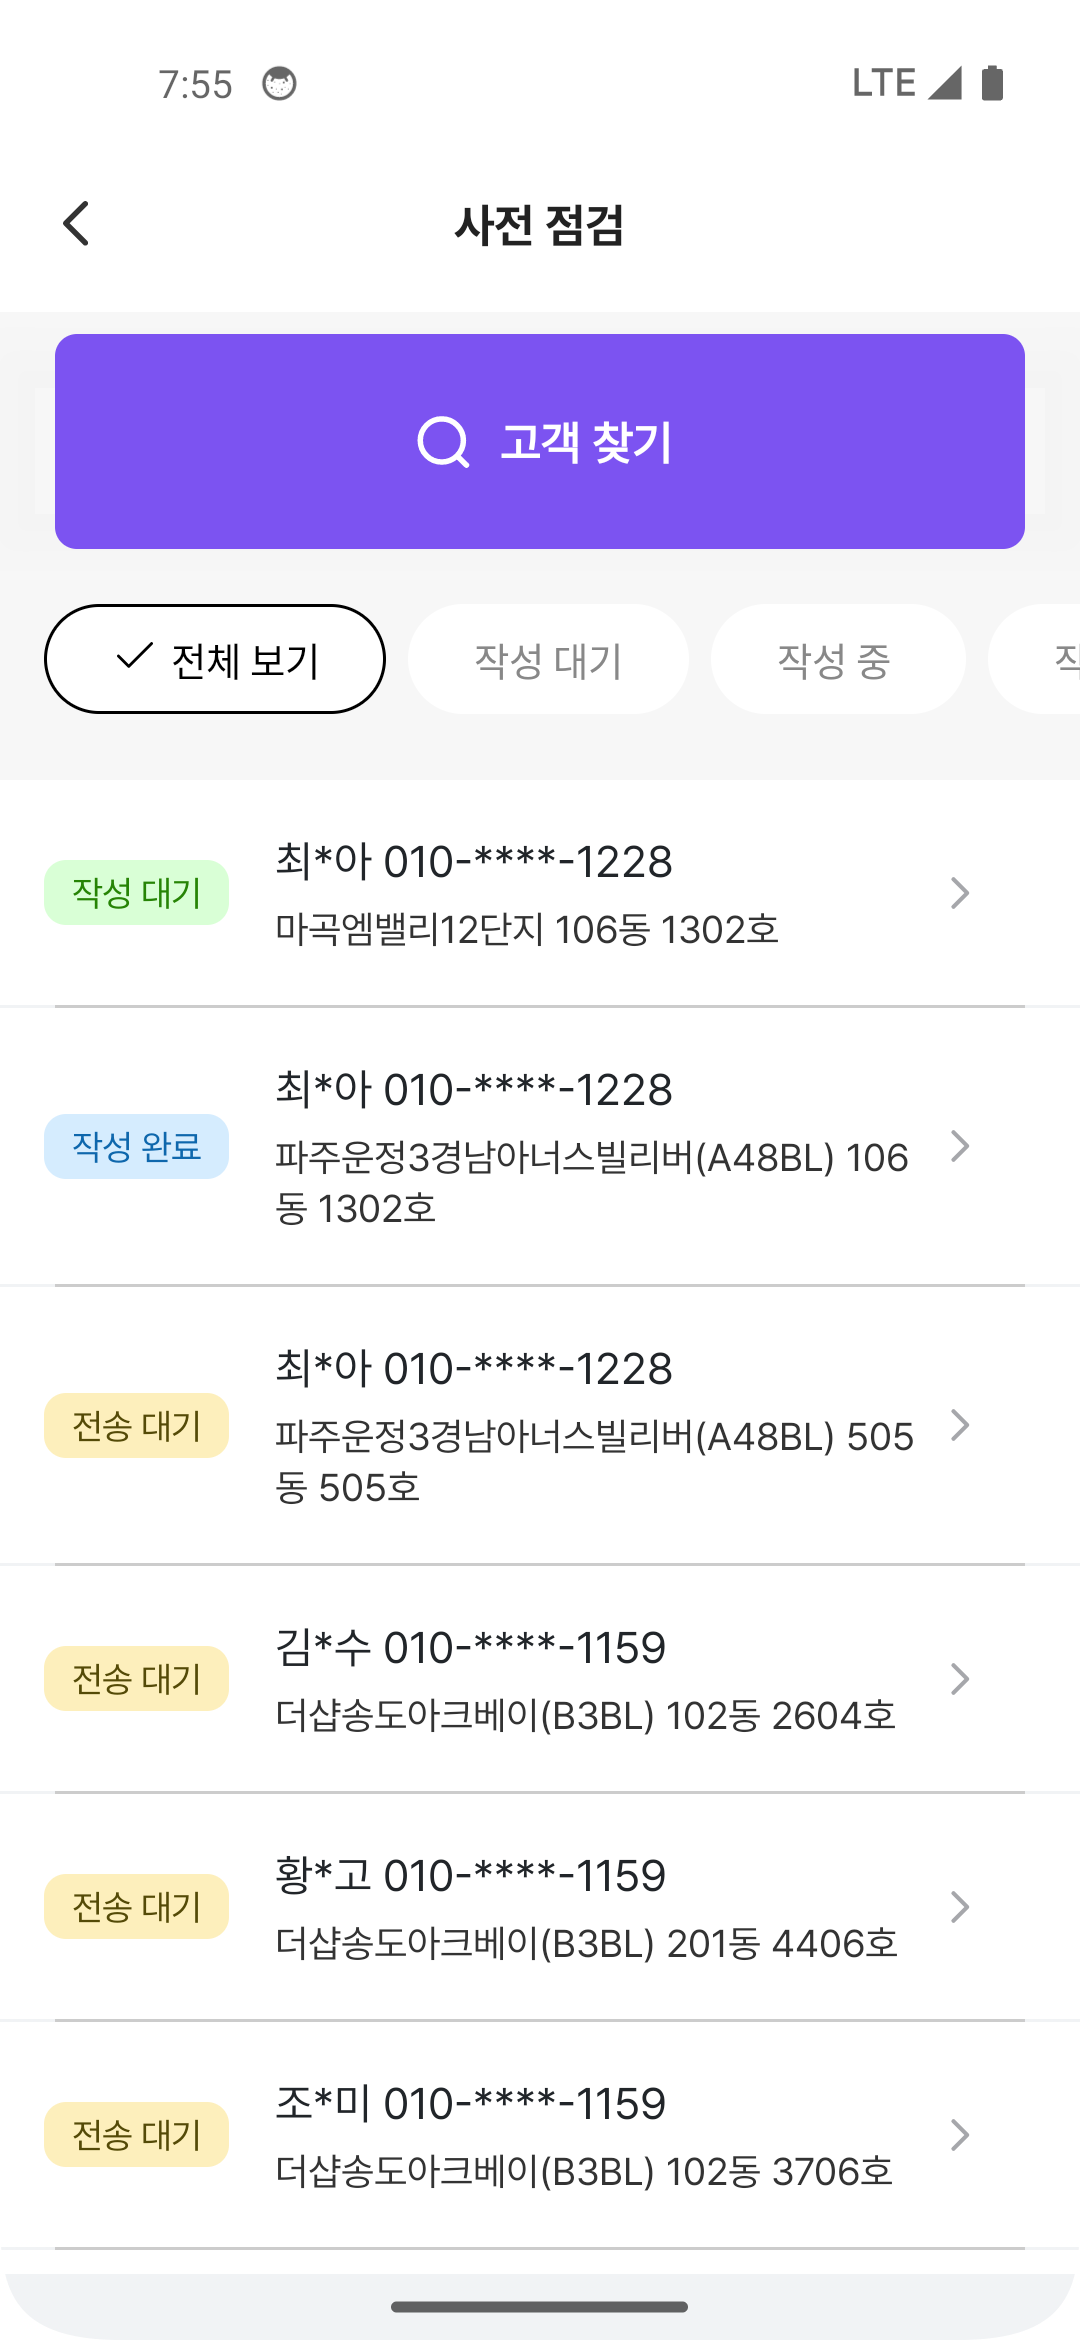 7:55
LTE
사전 점검
고객 찾기
전체 보기
작성 대기
작성 중
작성 대기
최*아 010-****-1228
마곡엠밸리12단지 106동 1302호
작성 완료
최*아 010-****-1228
파주운정3경남아너스빌리버(A48BL) 106
동 1302호
전송 대기
최*아 010-****-1228
파주운정3경남아너스빌리버(A48BL) 505
동 505호
전송 대기
김*수 010-****-1159
더샵송도아크베이(B3BL) 102동 2604호
전송 대기
황*고 010-****-1159
더샵송도아크베이(B3BL) 201동 4406호
전송 대기
조*미 010-****-1159
더샵송도아크베이(B3BL) 102동 3706호